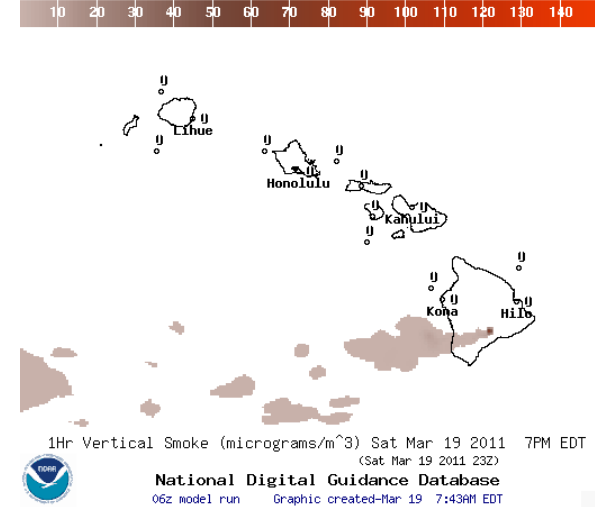 10 20 30 40 50 60 70 80 90 100 110 120 130 140
0
0
Lihue
0
0
0
0
Honolulu
0
0
0
Kahului
0
0
0
0
Kona
0
Hilo
1Hr Vertical Smoke (micrograms/m^3) Sat Mar 19 2011 7PM EDT
(Sat Mar 19 2011 23Z)
NOAA
National Digital Guidance Database
06z model run Graphic created-Mar 19 7:43AM EDT